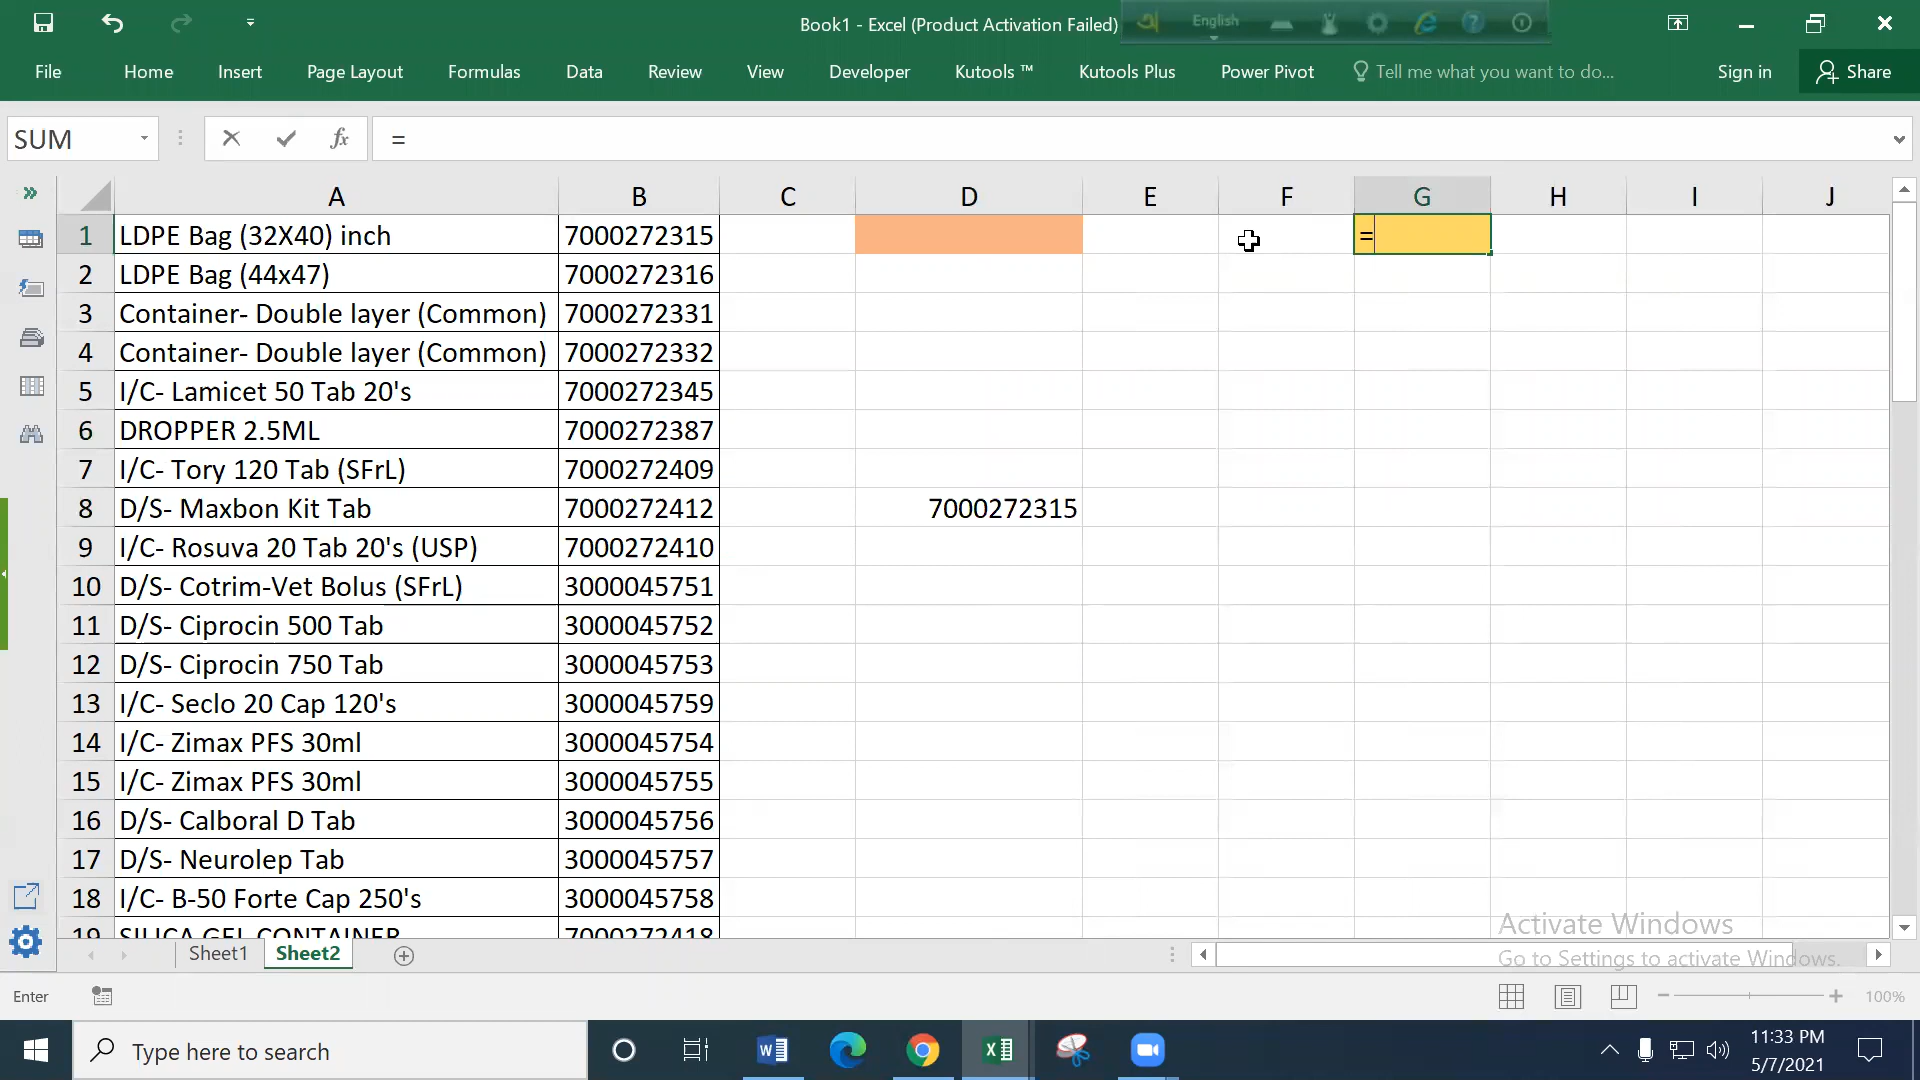 Book1 - Excel (Product Activation Failed)
English
File Home Insert Page Layout Formulas Data Review View Developer Kutools ™ Kutools Plus Power Pivot Tell me what you want to do... Sign in Share
SUM fx =
A B C D E F G H I J
1 LDPE Bag (32X40) inch 7000272315 =
2 LDPE Bag (44x47) 7000272316
3 Container- Double layer (Common) 7000272331
4 Container- Double layer (Common) 7000272332
5 I/C- Lamicet 50 Tab 20's 7000272345
6 DROPPER 2.5ML 7000272387
7 I/C- Tory 120 Tab (SFrL) 7000272409
8 D/S- Maxbon Kit Tab 7000272412 7000272315
9 I/C- Rosuva 20 Tab 20's (USP) 7000272410
10 D/S- Cotrim-Vet Bolus (SFrL) 3000045751
11 D/S- Ciprocin 500 Tab 3000045752
12 D/S- Ciprocin 750 Tab 3000045753
13 I/C- Seclo 20 Cap 120's 3000045759
14 I/C- Zimax PFS 30ml 3000045754
15 I/C- Zimax PFS 30ml 3000045755
16 D/S- Calboral D Tab 3000045756
17 D/S- Neurolep Tab 3000045757
18 I/C- B-50 Forte Cap 250's 3000045758
19 SILICA GEL CONTAINER 7000272418
Activate Windows
Go to Settings to activate Windows.
Sheet1 Sheet2
Enter 100%
Type here to search
11:33 PM
5/7/2021